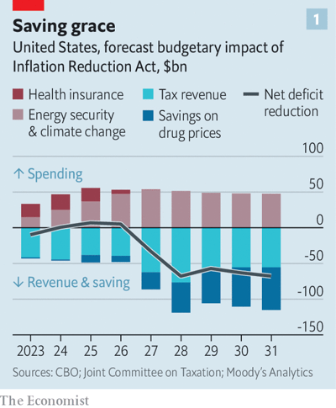 Saving grace
1
United States, forecast budgetary impact of
Inflation Reduction Act, $bn
Health insurance
Tax revenue
Net deficit
reduction
Energy security
& climate change
Savings on
drug prices
100
↑ Spending
50
0
-50
↓ Revenue & saving
-100
-150
2023 24 25 26 27 28 29 30 31
Sources: CBO; Joint Committee on Taxation; Moody's Analytics
The Economist